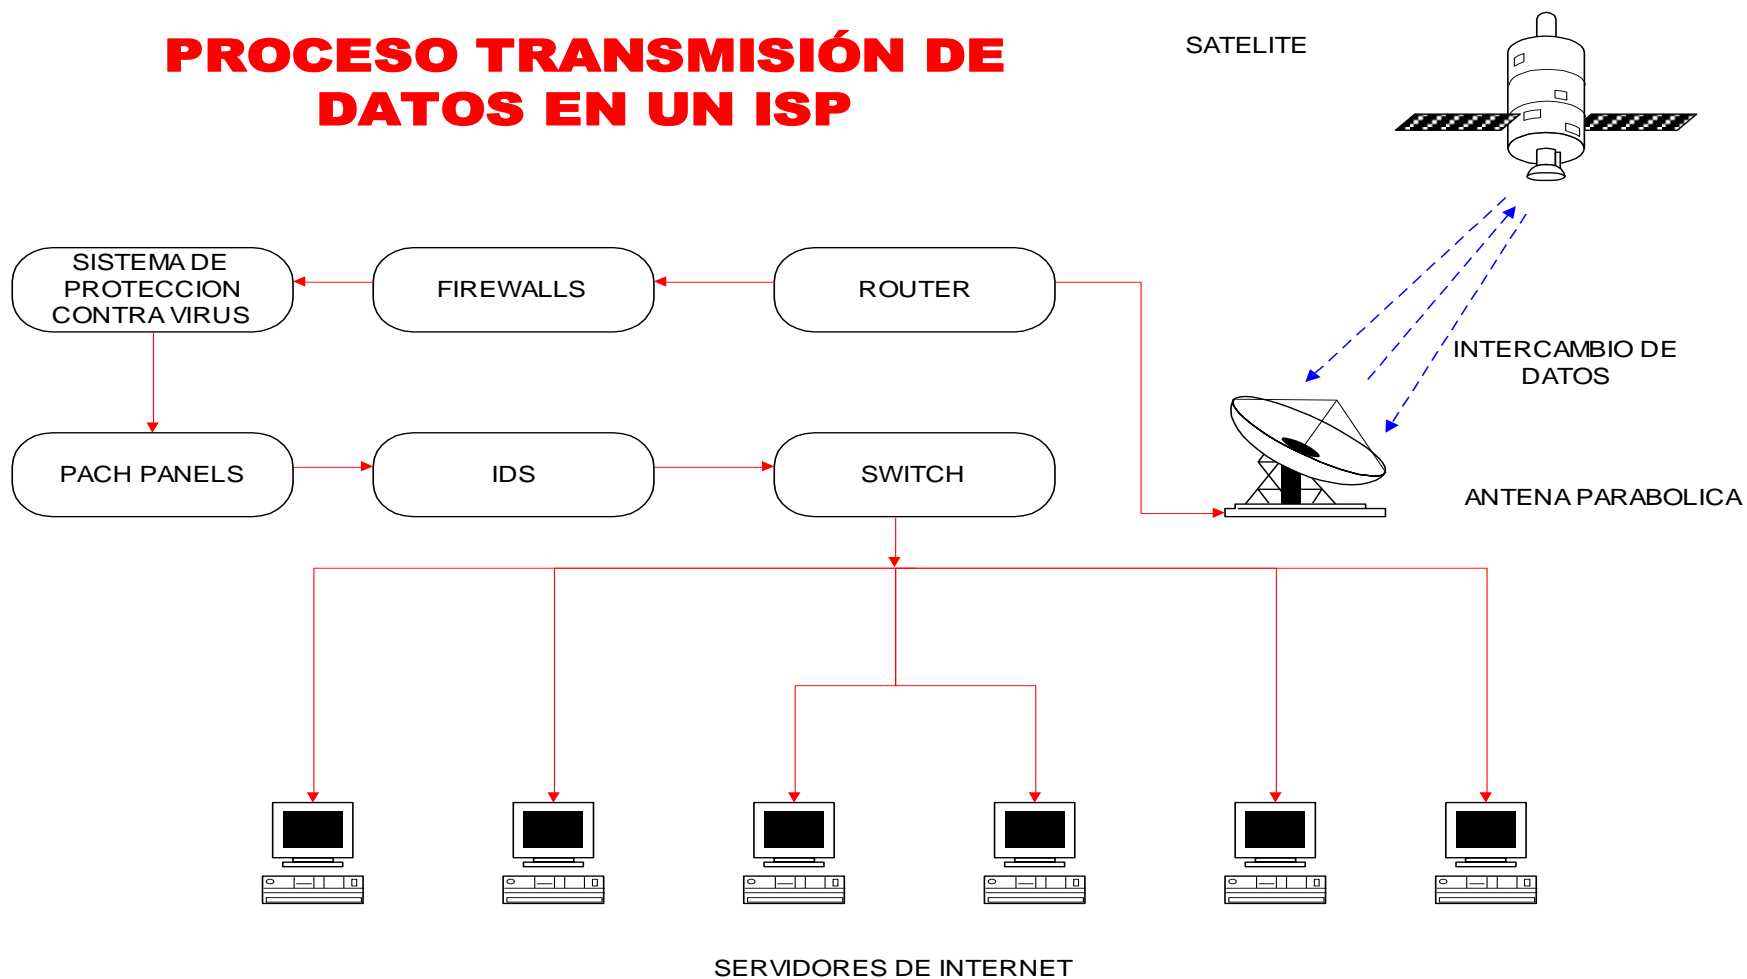 PROCESO TRANSMISIÓN DE
DATOS EN UN ISP
SATELITE
SISTEMA DE
PROTECCION
CONTRA VIRUS
FIREWALLS
ROUTER
INTERCAMBIO DE
DATOS
PACH PANELS
IDS
SWITCH
ANTENA PARABOLICA
SERVIDORES DE INTERNET